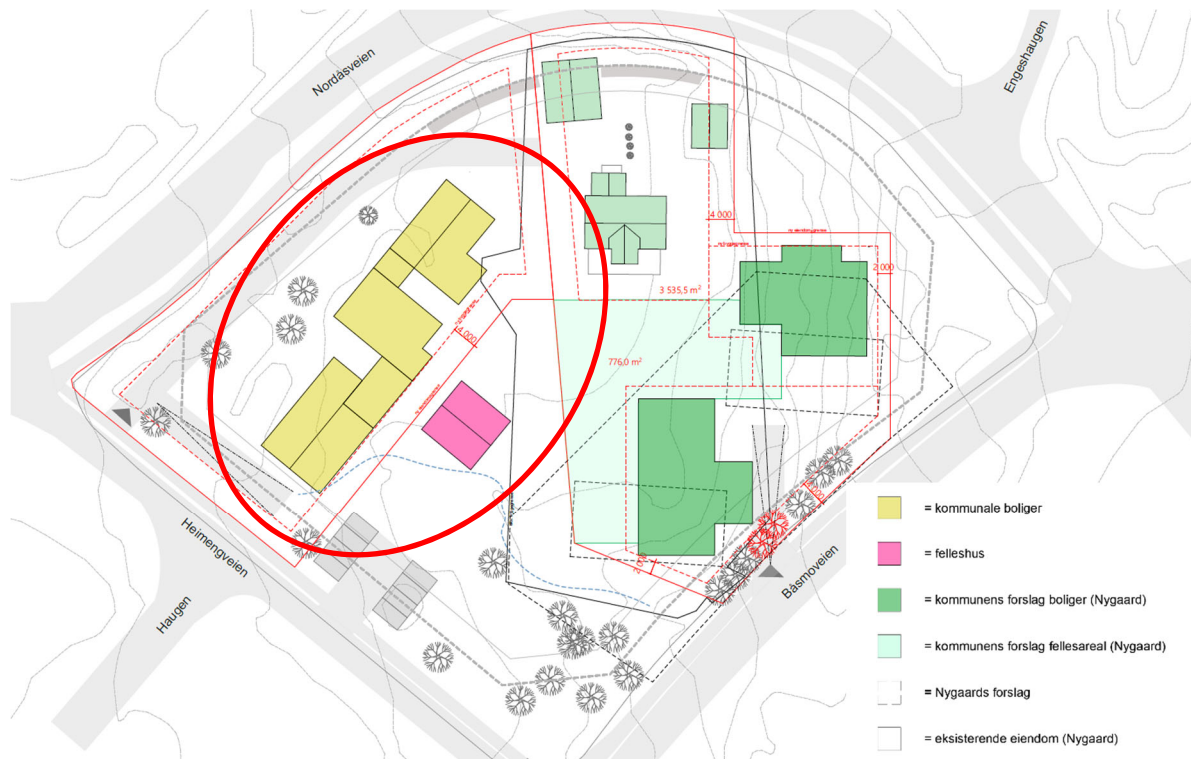 Nordåsveien
Engeshaugen
4 000
2 000
3 535,5 m²
4 000
776,0 m²
Heimengveien
Haugen
Båsmoveien
= kommunale boliger
= felleshus
= kommunens forslag boliger (Nygaard)
= kommunens forslag fellesareal (Nygaard)
= Nygaards forslag
= eksisterende eiendom (Nygaard)